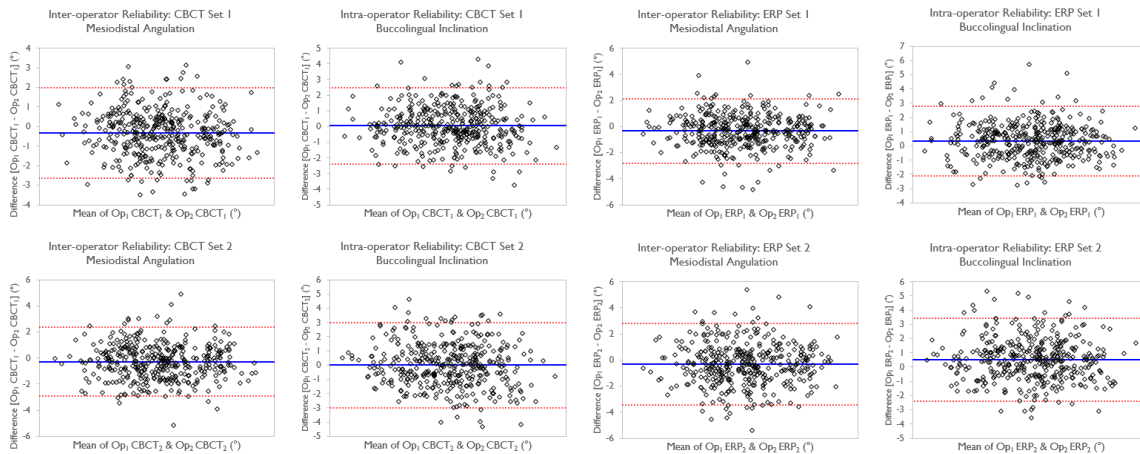 Inter-operator Reliability: CBCT Set 1
Mesiodistal Angulation
Difference [Op₁ CBCT₁ - Op₂ CBCT₁] (°)
4
3
2
1
0
-1
-2
-3
-4
Mean of Op₁ CBCT₁ & Op₂ CBCT₁ (°)
Intra-operator Reliability: CBCT Set 1
Buccolingual Inclination
Difference [Op₁ CBCT₁ - Op₂ CBCT₁] (°)
5
4
3
2
1
0
-1
-2
-3
-4
-5
Mean of Op₁ CBCT₁ & Op₂ CBCT₁ (°)
Inter-operator Reliability: ERP Set 1
Mesiodistal Angulation
Difference [Op₁ ERP₁ - Op₂ ERP₁] (°)
6
4
2
0
-2
-4
-6
Mean of Op₁ ERP₁ & Op₂ ERP₁ (°)
Intra-operator Reliability: ERP Set 1
Buccolingual Inclination
Difference [Op₁ ERP₁ - Op₂ ERP₁] (°)
7
6
5
4
3
2
1
0
-1
-2
-3
-4
Mean of Op₁ ERP₁ & Op₂ ERP₁ (°)
Inter-operator Reliability: CBCT Set 2
Mesiodistal Angulation
Difference [Op₁ CBCT₁ - Op₂ CBCT₁] (°)
6
4
2
0
-2
-4
-6
Mean of Op₁ CBCT₂ & Op₂ CBCT₂ (°)
Intra-operator Reliability: CBCT Set 2
Buccolingual Inclination
Difference [Op₁ CBCT₂ - Op₂ CBCT₂] (°)
6
5
4
3
2
1
0
-1
-2
-3
-4
-5
Mean of Op₁ CBCT₂ & Op₂ CBCT₂ (°)
Inter-operator Reliability: ERP Set 2
Mesiodistal Angulation
Difference [Op₁ ERP₂ - Op₂ ERP₂] (°)
6
4
2
0
-2
-4
-6
Mean of Op₁ ERP₂ & Op₂ ERP₂ (°)
Intra-operator Reliability: ERP Set 2
Buccolingual Inclination
Difference [Op₁ ERP₂ - Op₂ ERP₂] (°)
6
5
4
3
2
1
0
-1
-2
-3
-4
-5
Mean of Op₁ ERP₂ & Op₂ ERP₂ (°)